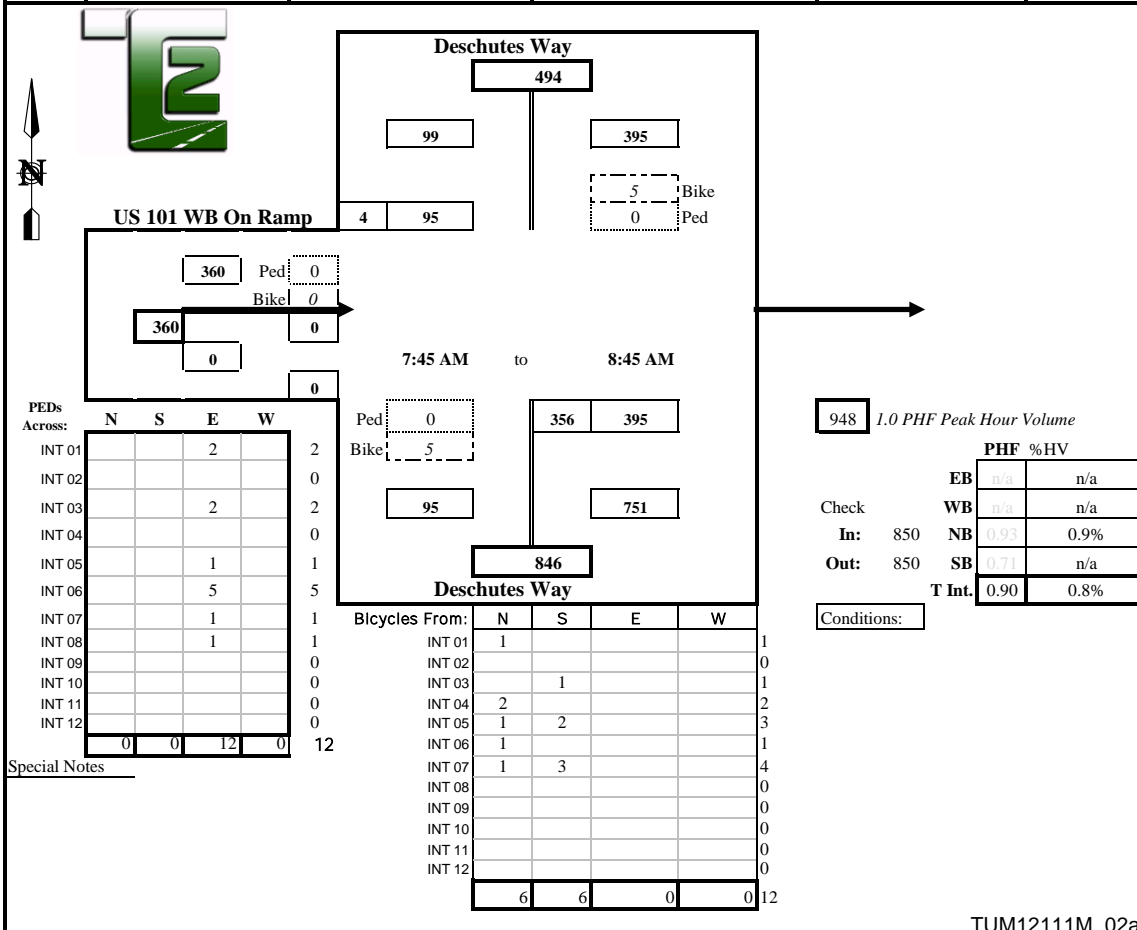 TE2
Deschutes Way
494
99 395
5 Bike
N
0 Ped
US 101 WB On Ramp 4 95
360 Ped 0
Bike 0
360 0
0 7:45 AM to 8:45 AM
0
PEDs Across: N S E W
Ped 0 356 395 948 1.0 PHF Peak Hour Volume
INT 01 2 2 Bike 5 PHF %HV
INT 02 0 EB n/a n/a
INT 03 2 2 95 751 Check WB n/a n/a
INT 04 0 In: 850 NB 0.93 0.9%
INT 05 1 1 846 Out: 850 SB 0.71 n/a
INT 06 5 5 Deschutes Way T Int. 0.90 0.8%
INT 07 1 1 Bicycles From: N S E W Conditions:
INT 08 1 1 INT 01 1 1
INT 09 0 INT 02 0
INT 10 0 INT 03 1 1
INT 11 0 INT 04 2 2
INT 12 0 INT 05 1 2 3
0 0 12 0 12 INT 06 1 1
Special Notes INT 07 1 3 4
INT 08 0
INT 09 0
INT 10 0
INT 11 0
INT 12 0
6 6 0 0 12
TUM12111M_02a